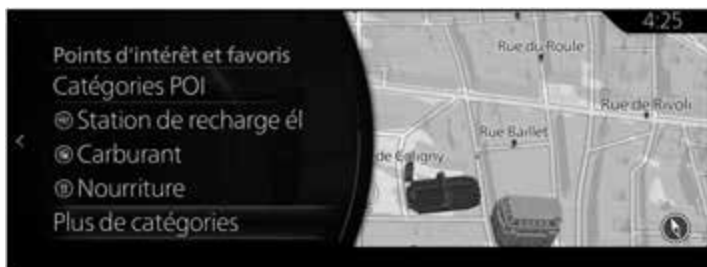 4:25
Points d'intérêt et favoris
Catégories POI
Station de recharge él
Carburant
Nourriture
Plus de catégories
Rue du Roule
Rue de Rivoli
Rue Baillet
de Coligny